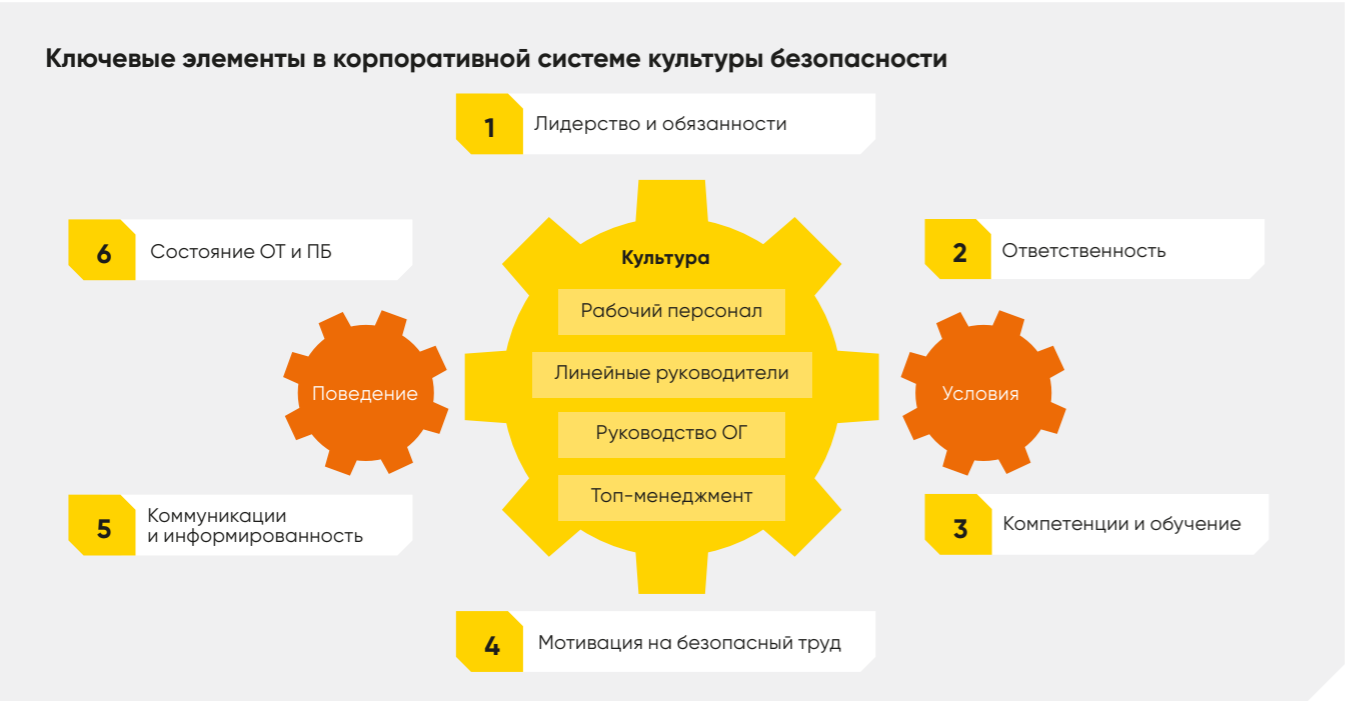 Ключевые элементы в корпоративной системе культуры безопасности
1
Лидерство и обязанности
6
Состояние ОТ и ПБ
2
Ответственность
Культура
Рабочий персонал
Линейные руководители
Руководство ОГ
Топ-менеджмент
Поведение
Условия
5
Коммуникации
и информированность
3
Компетенции и обучение
4
Мотивация на безопасный труд